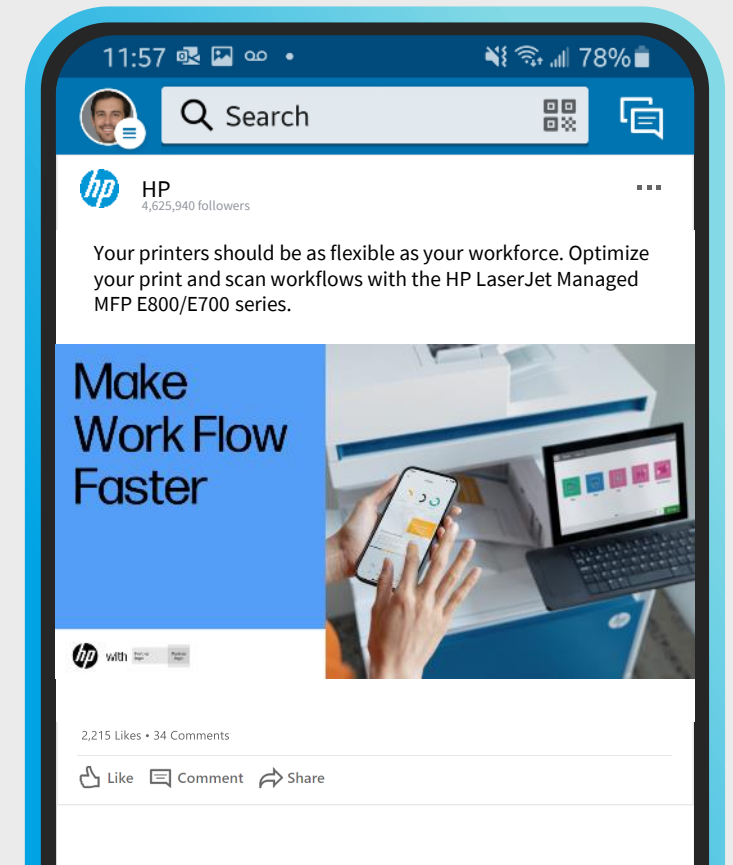 11:57
78%
Search
hp
HP
4,625,940 followers
Your printers should be as flexible as your workforce. Optimize
your print and scan workflows with the HP LaserJet Managed
MFP E800/E700 series.
Make
Work Flow
Faster
hp with
2,215 Likes • 34 Comments
Like Comment Share